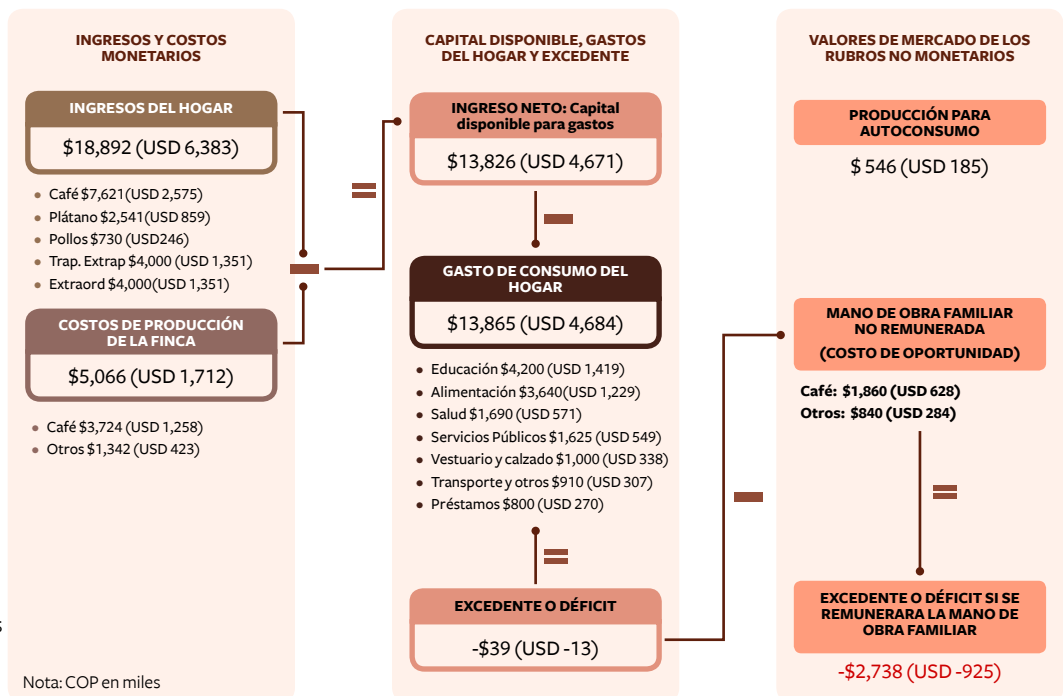 INGRESOS Y COSTOS
MONETARIOS
INGRESOS DEL HOGAR
$18,892 (USD 6,383)
• Café $7,621(USD 2,575)
• Plátano $2,541(USD 859)
• Pollos $730 (USD246)
• Trap. Extrap $4,000 (USD 1,351)
• Extraord $4,000(USD 1,351)
COSTOS DE PRODUCCIÓN
DE LA FINCA
$5,066 (USD 1,712)
• Café $3,724 (USD 1,258)
• Otros $1,342 (USD 423)
s
Nota: COP en miles
CAPITAL DISPONIBLE, GASTOS
DEL HOGAR Y EXCEDENTE
INGRESO NETO: Capital
disponible para gastos
$13,826 (USD 4,671)
GASTO DE CONSUMO DEL
HOGAR
$13,865 (USD 4,684)
• Educación $4,200 (USD 1,419)
• Alimentación $3,640(USD 1,229)
• Salud $1,690 (USD 571)
• Servicios Públicos $1,625 (USD 549)
• Vestuario y calzado $1,000 (USD 338)
• Transporte y otros $910 (USD 307)
• Préstamos $800 (USD 270)
EXCEDENTE O DÉFICIT
-$39 (USD -13)
VALORES DE MERCADO DE LOS
RUBROS NO MONETARIOS
PRODUCCIÓN PARA
AUTOCONSUMO
$ 546 (USD 185)
MANO DE OBRA FAMILIAR
NO REMUNERADA
(COSTO DE OPORTUNIDAD)
Café: $1,860 (USD 628)
Otros: $840 (USD 284)
EXCEDENTE O DÉFICIT SI SE
REMUNERARA LA MANO DE
OBRA FAMILIAR
-$2,738 (USD -925)